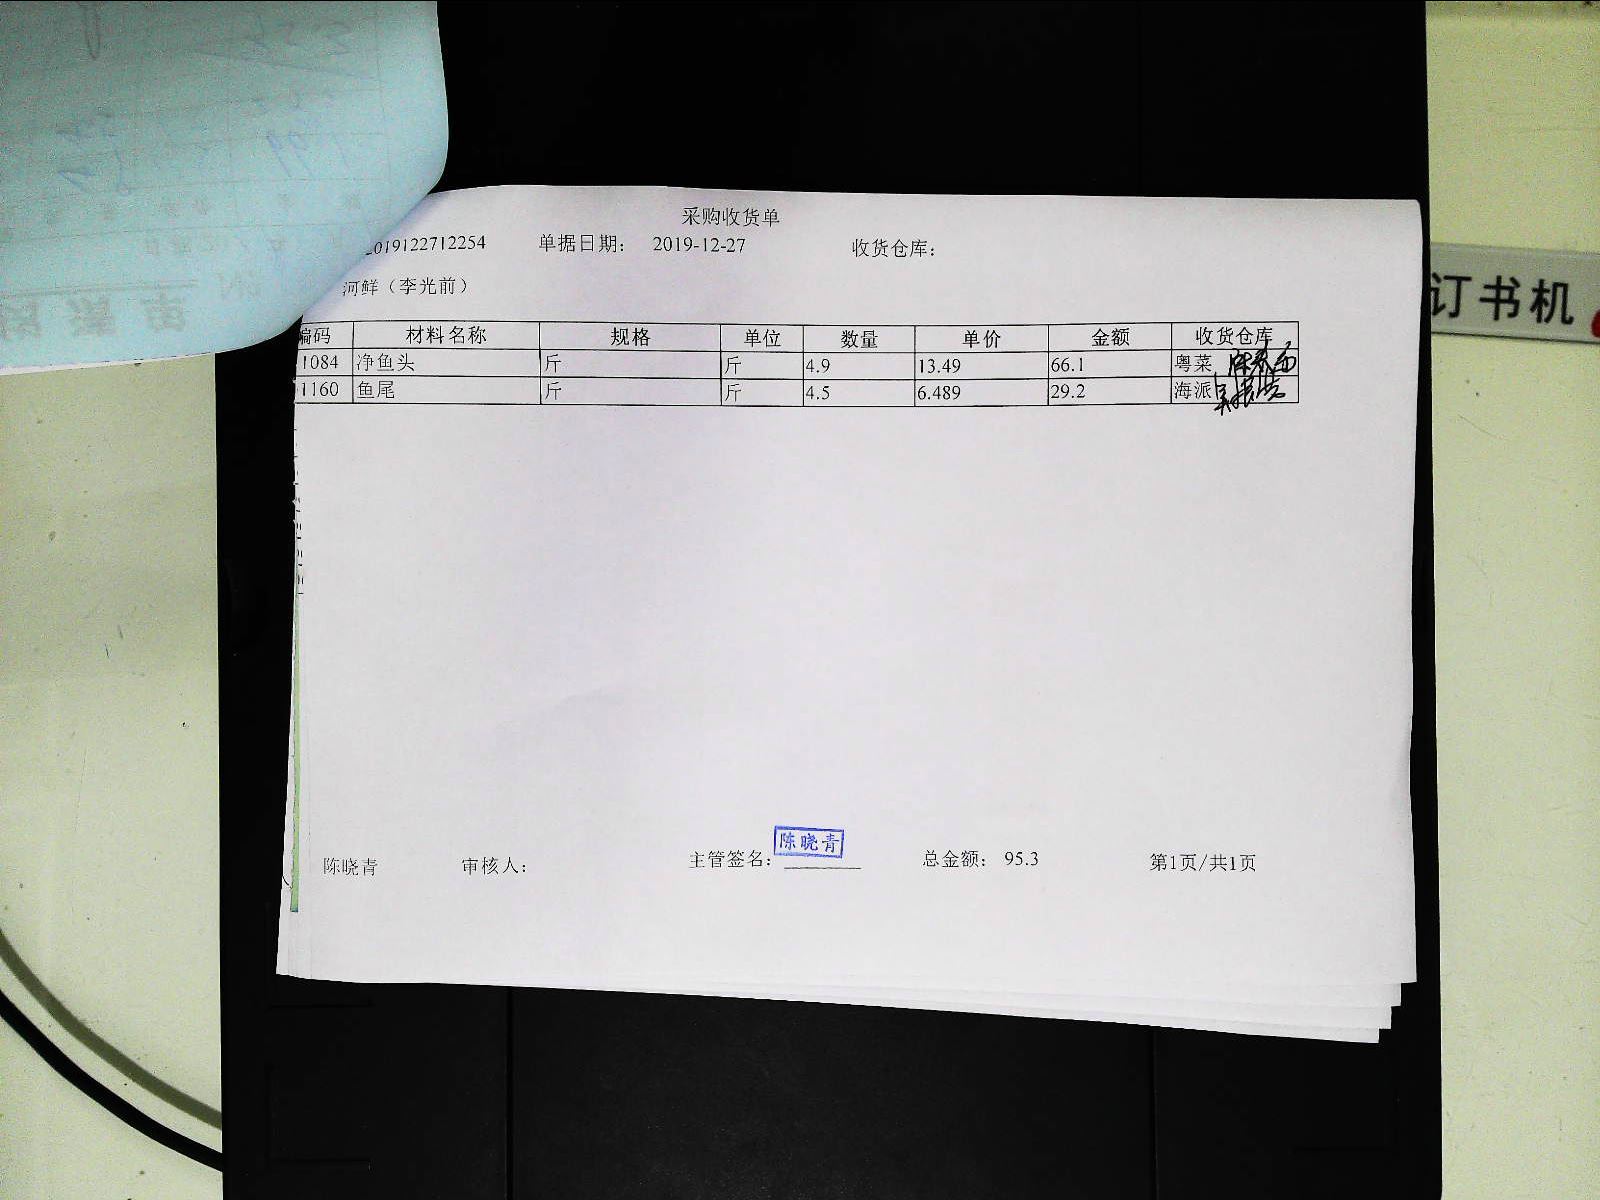 采购收货单
2019122712254 单据日期: 2019-12-27 收货仓库:
河鲜（李光前）
编码 材料名称 规格 单位 数量 单价 金额 收货仓库
1084 净鱼头 斤 斤 4.9 13.49 66.1 粤菜
1160 鱼尾 斤 斤 4.5 6.489 29.2 海派
陈晓青 审核人: 主管签名: 陈晓青 总金额: 95.3 第1页/共1页
订书机